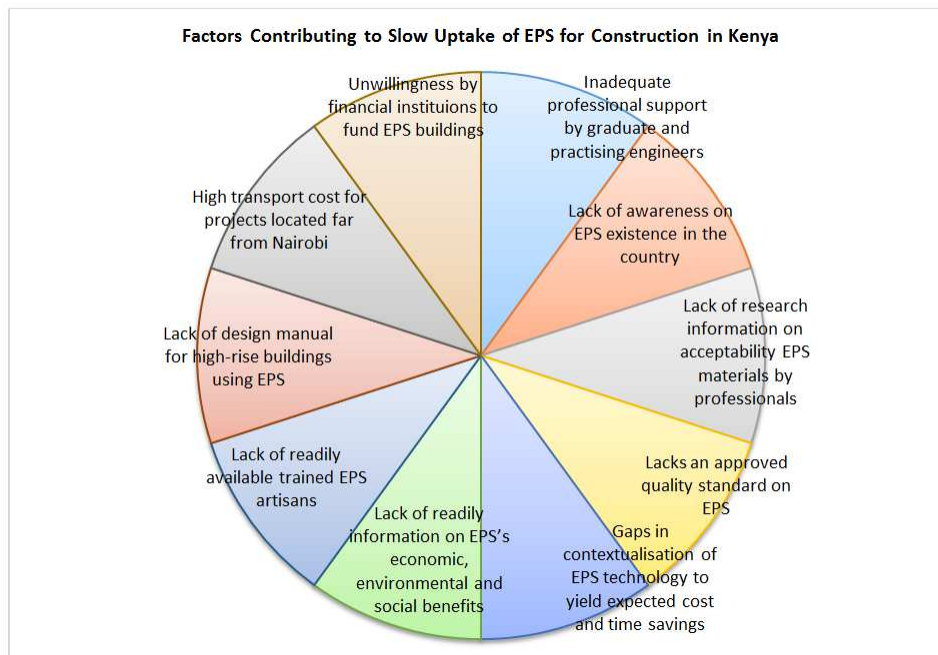 Factors Contributing to Slow Uptake of EPS for Construction in Kenya
Inadequate
professional support
by graduate and
practising engineers
Lack of awareness on
EPS existence in the
country
Lack of research
information on
acceptability EPS
materials by
professionals
Lacks an approved
quality standard on
EPS
Gaps in
contextualisation of
EPS technology to
yield expected cost
and time savings
Lack of readily
information on EPS’s
economic,
environmental and
social benefits
Lack of readily
available trained EPS
artisans
Lack of design manual
for high-rise buildings
using EPS
High transport cost for
projects located far
from Nairobi
Unwillingness by
financial instituions to
fund EPS buildings